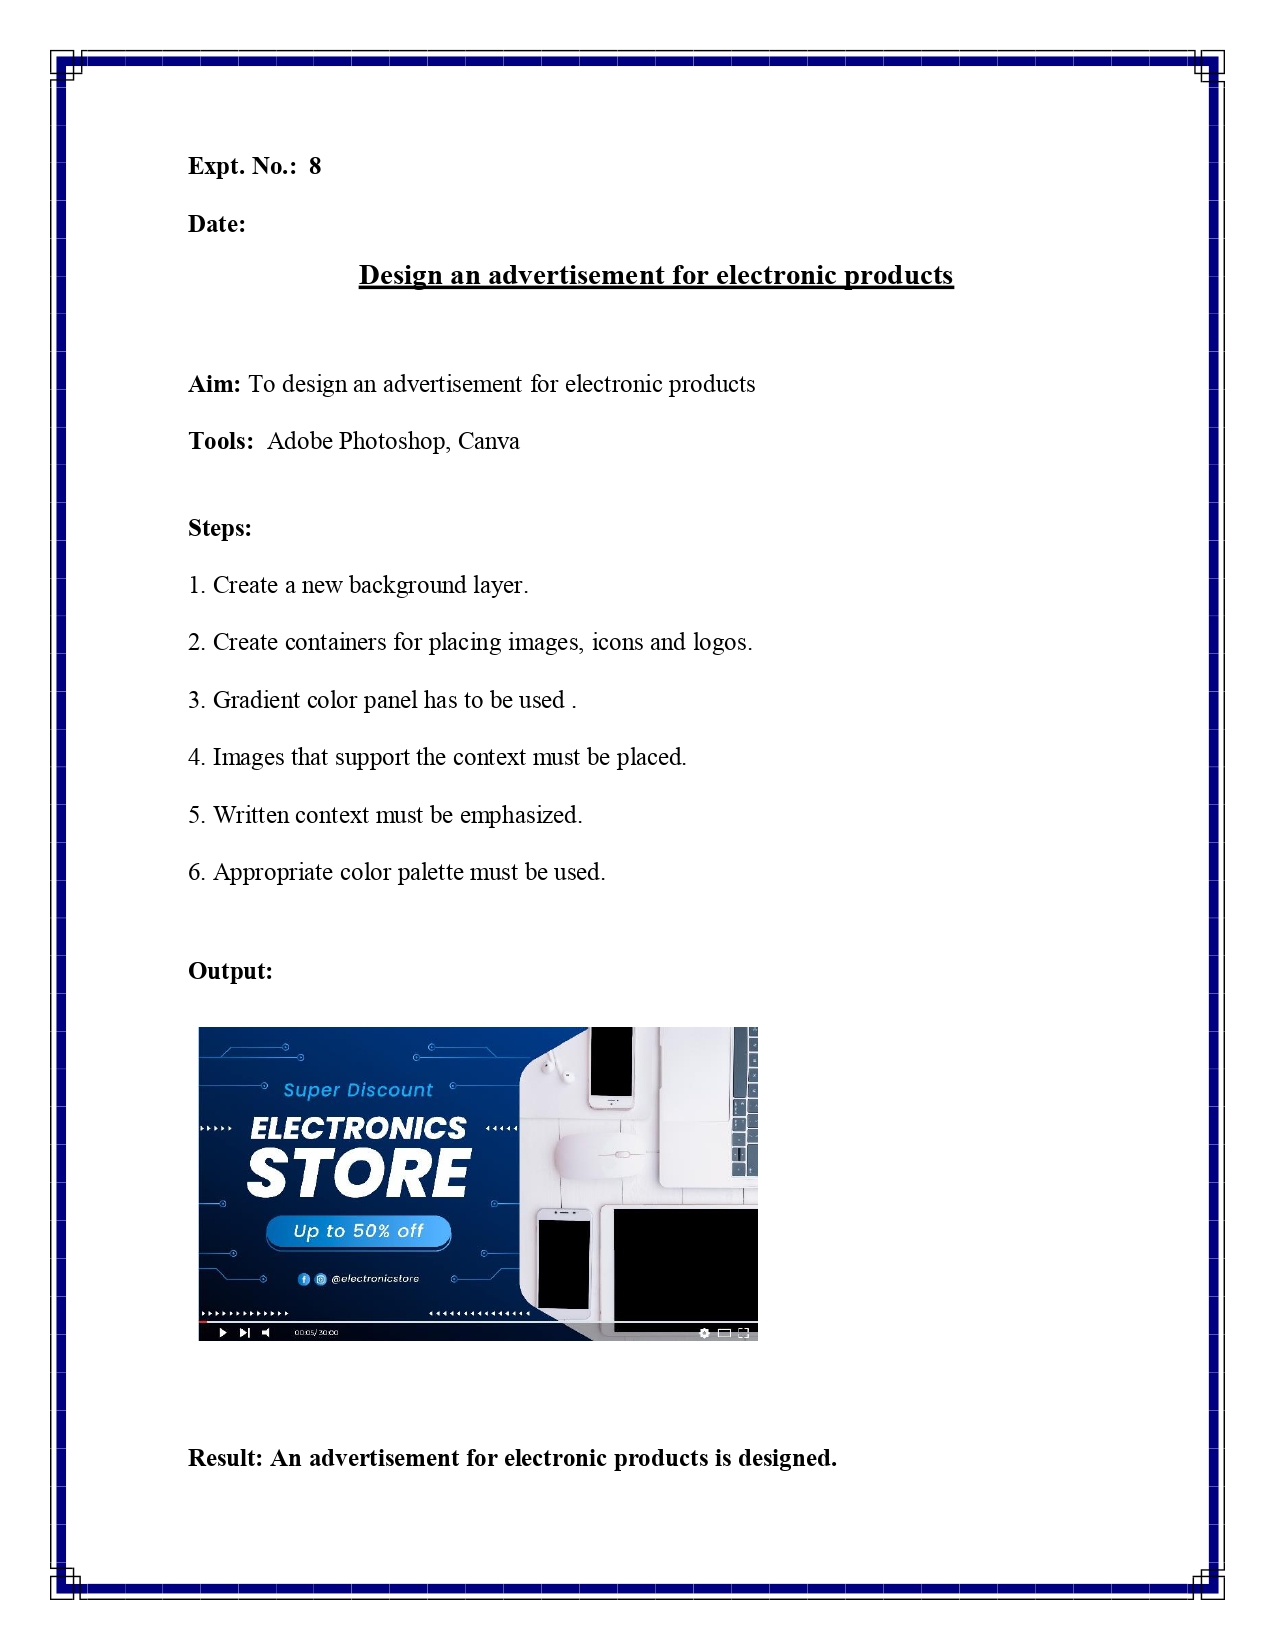 Expt. No.: 8
Date:
Design an advertisement for electronic products
Aim: To design an advertisement for electronic products
Tools: Adobe Photoshop, Canva
Steps:
1. Create a new background layer.
2. Create containers for placing images, icons and logos.
3. Gradient color panel has to be used .
4. Images that support the context must be placed.
5. Written context must be emphasized.
6. Appropriate color palette must be used.
Output:
Super Discount
ELECTRONICS
STORE
Up to 50% off
@electronicstore
00:05/30:00
Result: An advertisement for electronic products is designed.